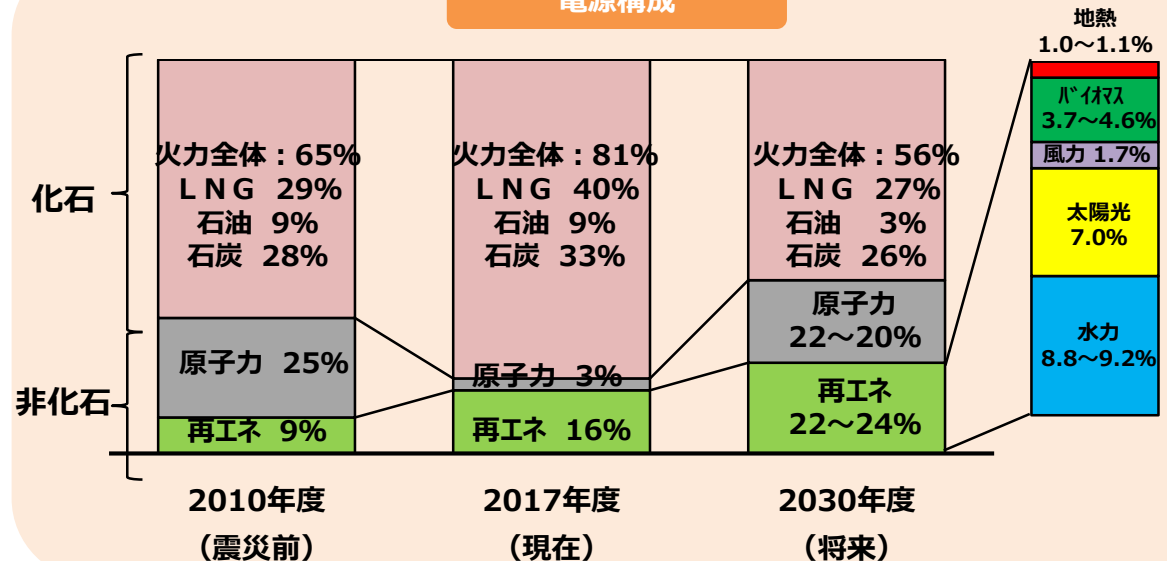 電源構成
化石
非化石
火力全体：65%
ＬＮＧ 29%
石油 9%
石炭 28%
原子力 25%
再エネ 9%
2010年度
（震災前）
火力全体：81%
ＬＮＧ 40%
石油 9%
石炭 33%
原子力 3%
再エネ 16%
2017年度
（現在）
火力全体：56%
ＬＮＧ 27%
石油 3%
石炭 26%
原子力
22～20%
再エネ
22～24%
2030年度
（将来）
地熱
1.0～1.1%
ﾊﾞｲｵﾏｽ
3.7～4.6%
風力 1.7%
太陽光
7.0%
水力
8.8～9.2%